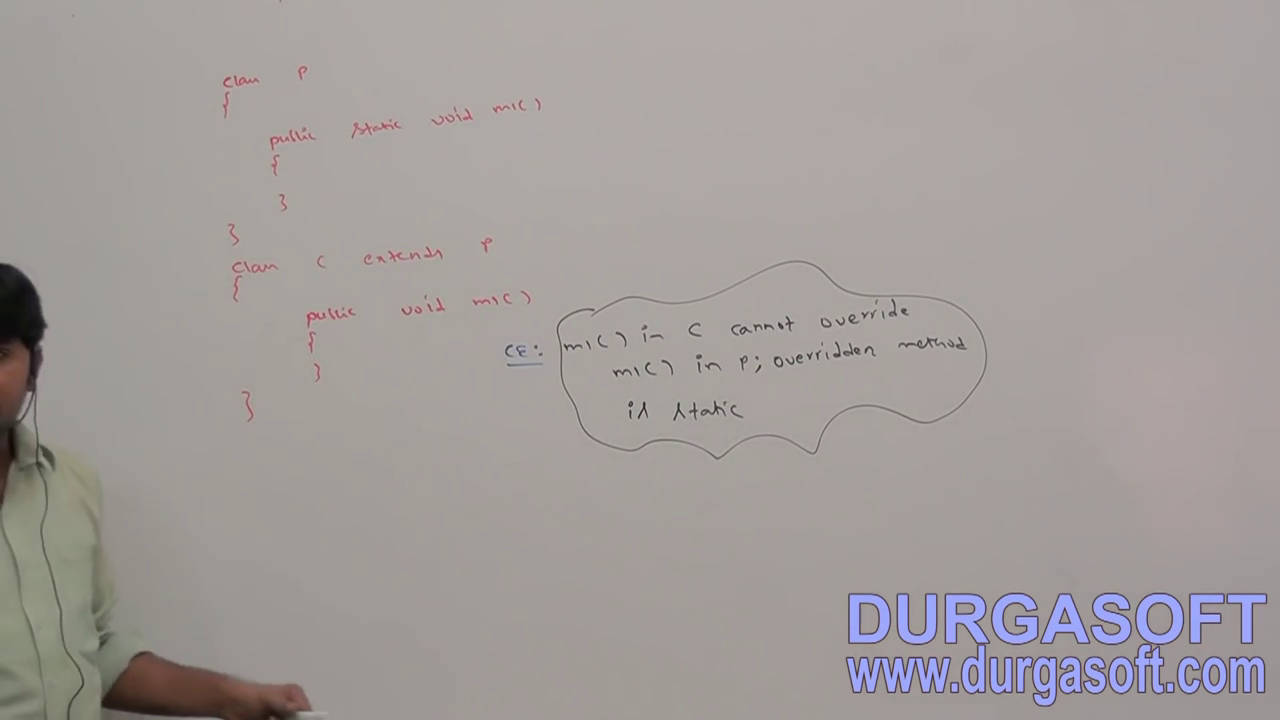 class P
{
public static void m1()
{
}
}
class C extends P
{
public void m1()
{
}
}
CE: m1() in C cannot override
m1() in P; overridden method
is static
DURGASOFT
www.durgasoft.com